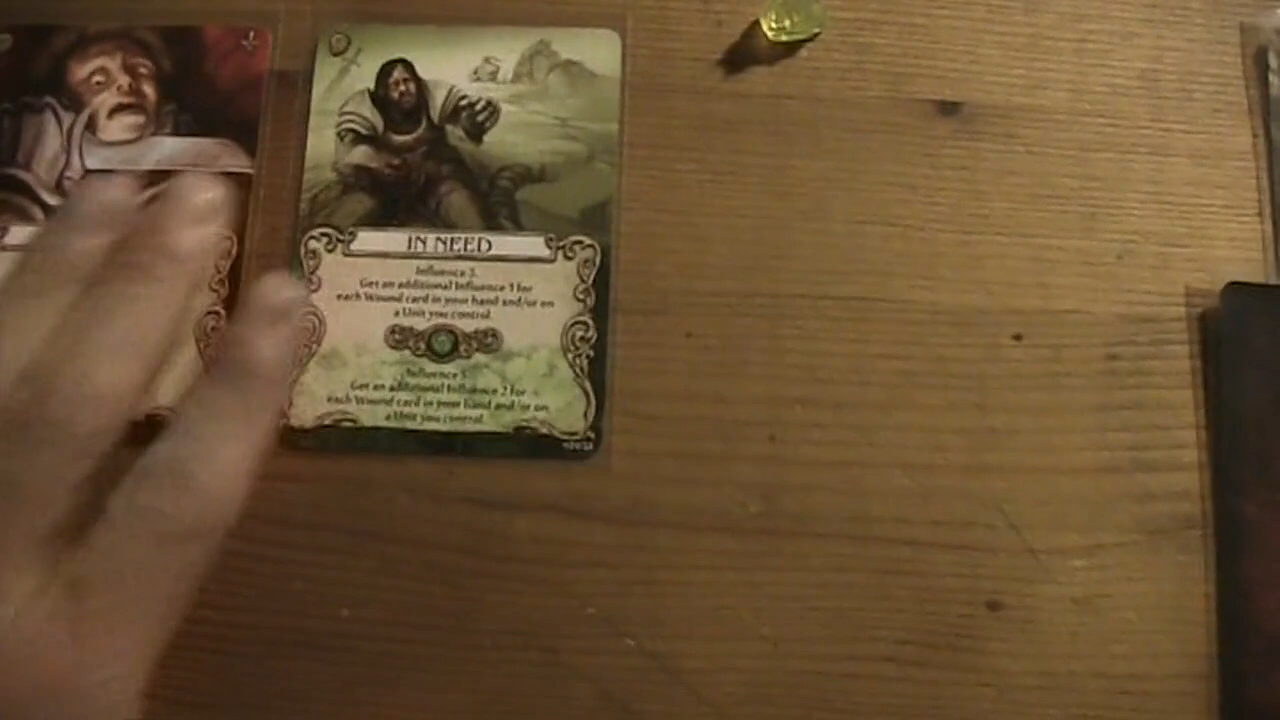 IN NEED
Influence 3.
Get an additional Influence 1 for
each Wound card in your hand and/or on
a Unit you control.
Influence 5
Get an additional Influence 2 for
each Wound card in your hand and/or on
a Unit you control.